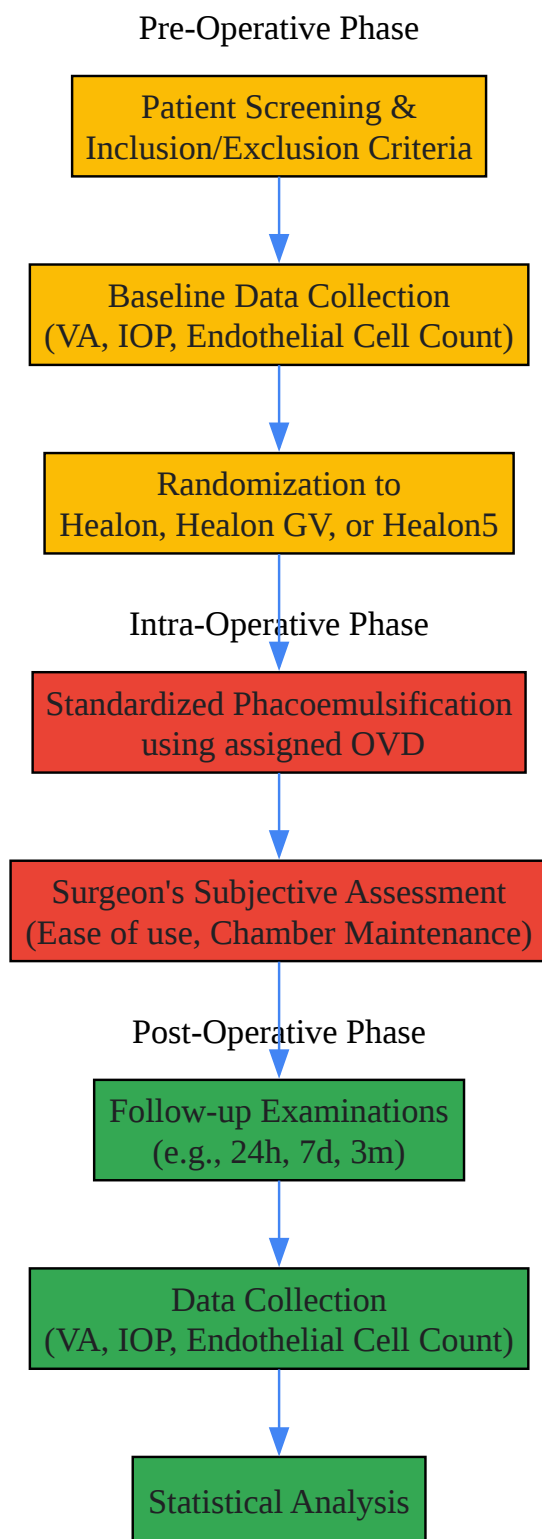 Pre-Operative Phase
Patient Screening &
Inclusion/Exclusion Criteria
Baseline Data Collection
(VA, IOP, Endothelial Cell Count)
Randomization to
Healon, Healon GV, or Healon5
Intra-Operative Phase
Standardized Phacoemulsification
using assigned OVD
Surgeon's Subjective Assessment
(Ease of use, Chamber Maintenance)
Post-Operative Phase
Follow-up Examinations
(e.g., 24h, 7d, 3m)
Data Collection
(VA, IOP, Endothelial Cell Count)
Statistical Analysis